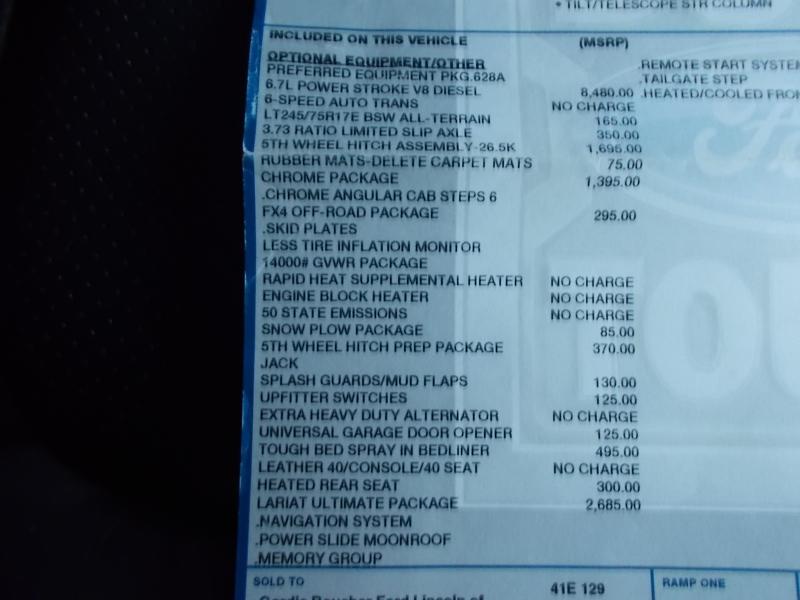 • TILT/TELESCOPE STR COLUMN
INCLUDED ON THIS VEHICLE (MSRP)
OPTIONAL EQUIPMENT/OTHER .REMOTE START SYSTEM
PREFERRED EQUIPMENT PKG.628A .TAILGATE STEP
6.7L POWER STROKE V8 DIESEL 8,480.00 .HEATED/COOLED FRON
6-SPEED AUTO TRANS NO CHARGE
LT245/75R17E BSW ALL-TERRAIN 165.00
3.73 RATIO LIMITED SLIP AXLE 350.00
5TH WHEEL HITCH ASSEMBLY-26.5K 1,695.00
RUBBER MATS-DELETE CARPET MATS 75.00
CHROME PACKAGE 1,395.00
.CHROME ANGULAR CAB STEPS 6
FX4 OFF-ROAD PACKAGE 295.00
.SKID PLATES
LESS TIRE INFLATION MONITOR
14000# GVWR PACKAGE
RAPID HEAT SUPPLEMENTAL HEATER NO CHARGE
ENGINE BLOCK HEATER NO CHARGE
50 STATE EMISSIONS NO CHARGE
SNOW PLOW PACKAGE 85.00
5TH WHEEL HITCH PREP PACKAGE 370.00
JACK
SPLASH GUARDS/MUD FLAPS 130.00
UPFITTER SWITCHES 125.00
EXTRA HEAVY DUTY ALTERNATOR NO CHARGE
UNIVERSAL GARAGE DOOR OPENER 125.00
TOUGH BED SPRAY IN BEDLINER 495.00
LEATHER 40/CONSOLE/40 SEAT NO CHARGE
HEATED REAR SEAT 300.00
LARIAT ULTIMATE PACKAGE 2,685.00
.NAVIGATION SYSTEM
.POWER SLIDE MOONROOF
.MEMORY GROUP
SOLD TO 41E 129 RAMP ONE
Ford Lincoln of